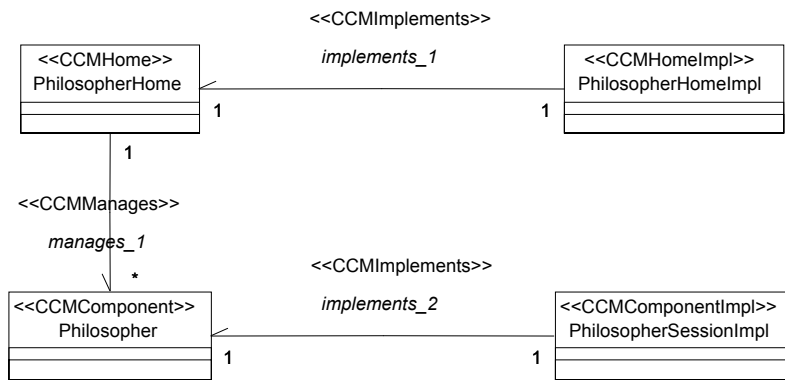 <<CCMImplements>>
implements_1
<<CCMHome>>
PhilosopherHome
<<CCMHomeImpl>>
PhilosopherHomeImpl
1
1
1
<<CCMManages>>
manages_1
*
<<CCMImplements>>
implements_2
<<CCMComponent>>
Philosopher
<<CCMComponentImpl>>
PhilosopherSessionImpl
1
1